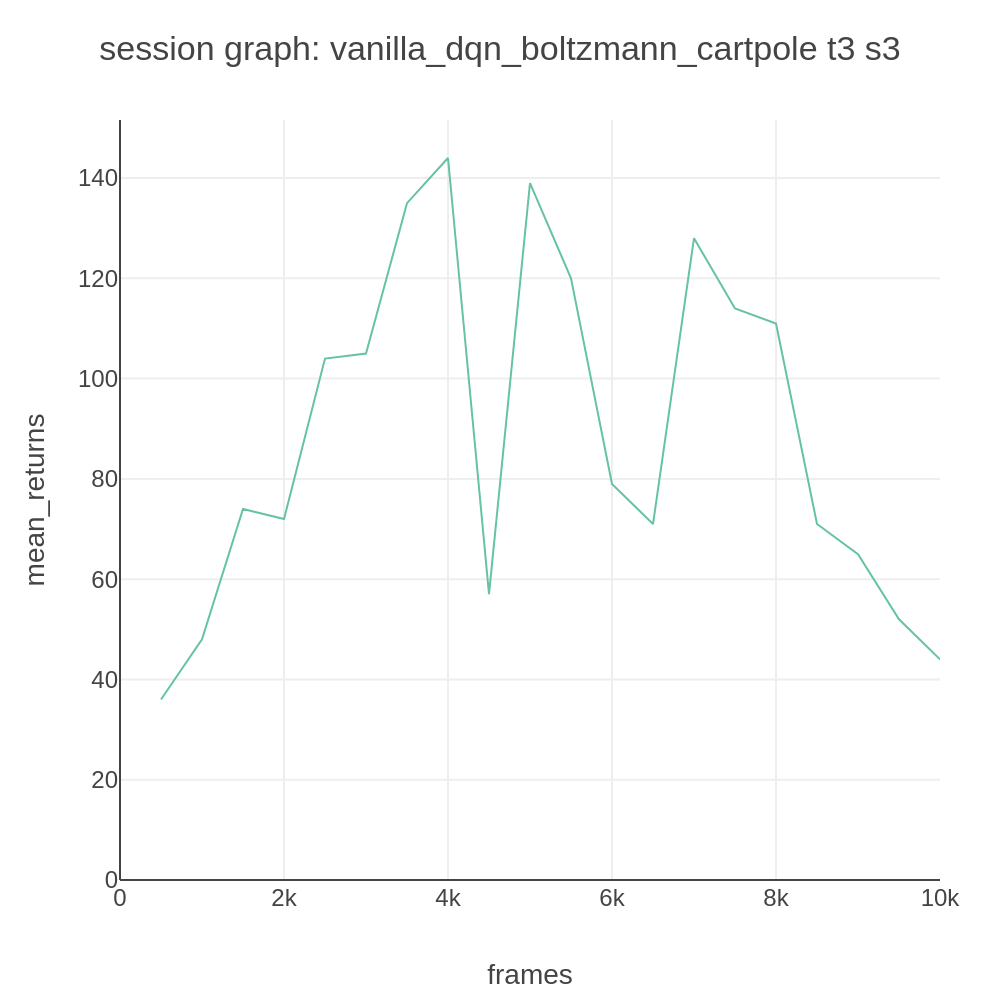 session graph: vanilla_dqn_boltzmann_cartpole t3 s3
140
120
100
80
60
40
20
0
mean_returns
0 2k 4k 6k 8k 10k
frames